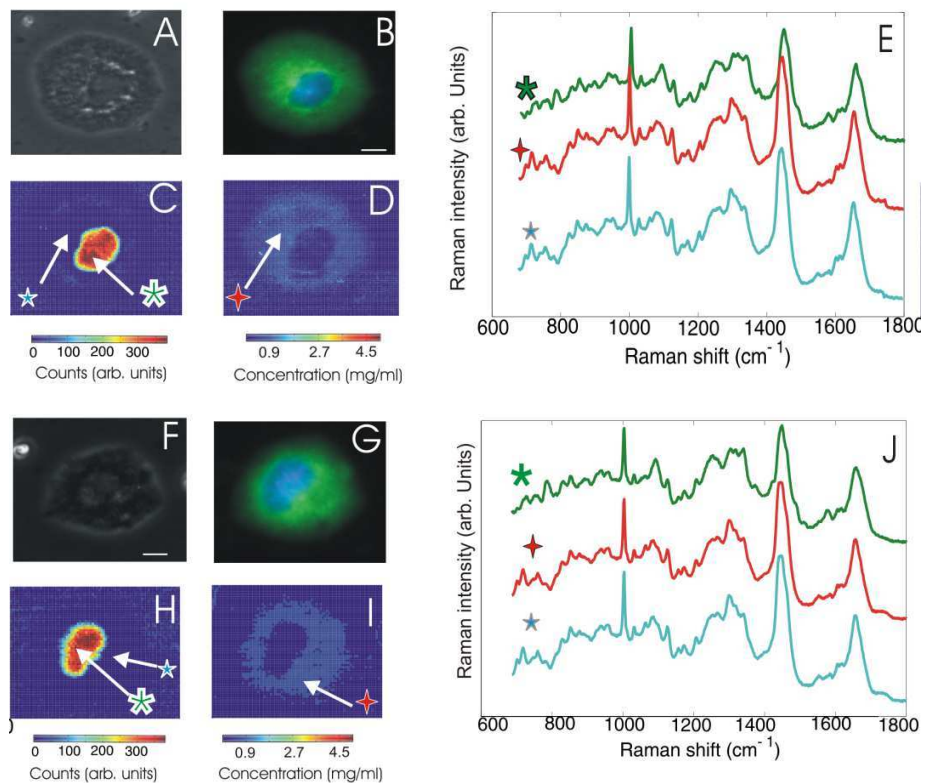 A
B
C
D
0 100 200 300
Counts (arb. units)
0.9 2.7 4.5
Concentration (mg/ml)
E
Raman intensity (arb. Units)
600 800 1000 1200 1400 1600 1800
Raman shift (cm⁻¹)
F
G
H
I
0 100 200 300
Counts (arb. units)
0.9 2.7 4.5
Concentration (mg/ml)
J
Raman intensity (arb. Units)
600 800 1000 1200 1400 1600 1800
Raman shift (cm⁻¹)